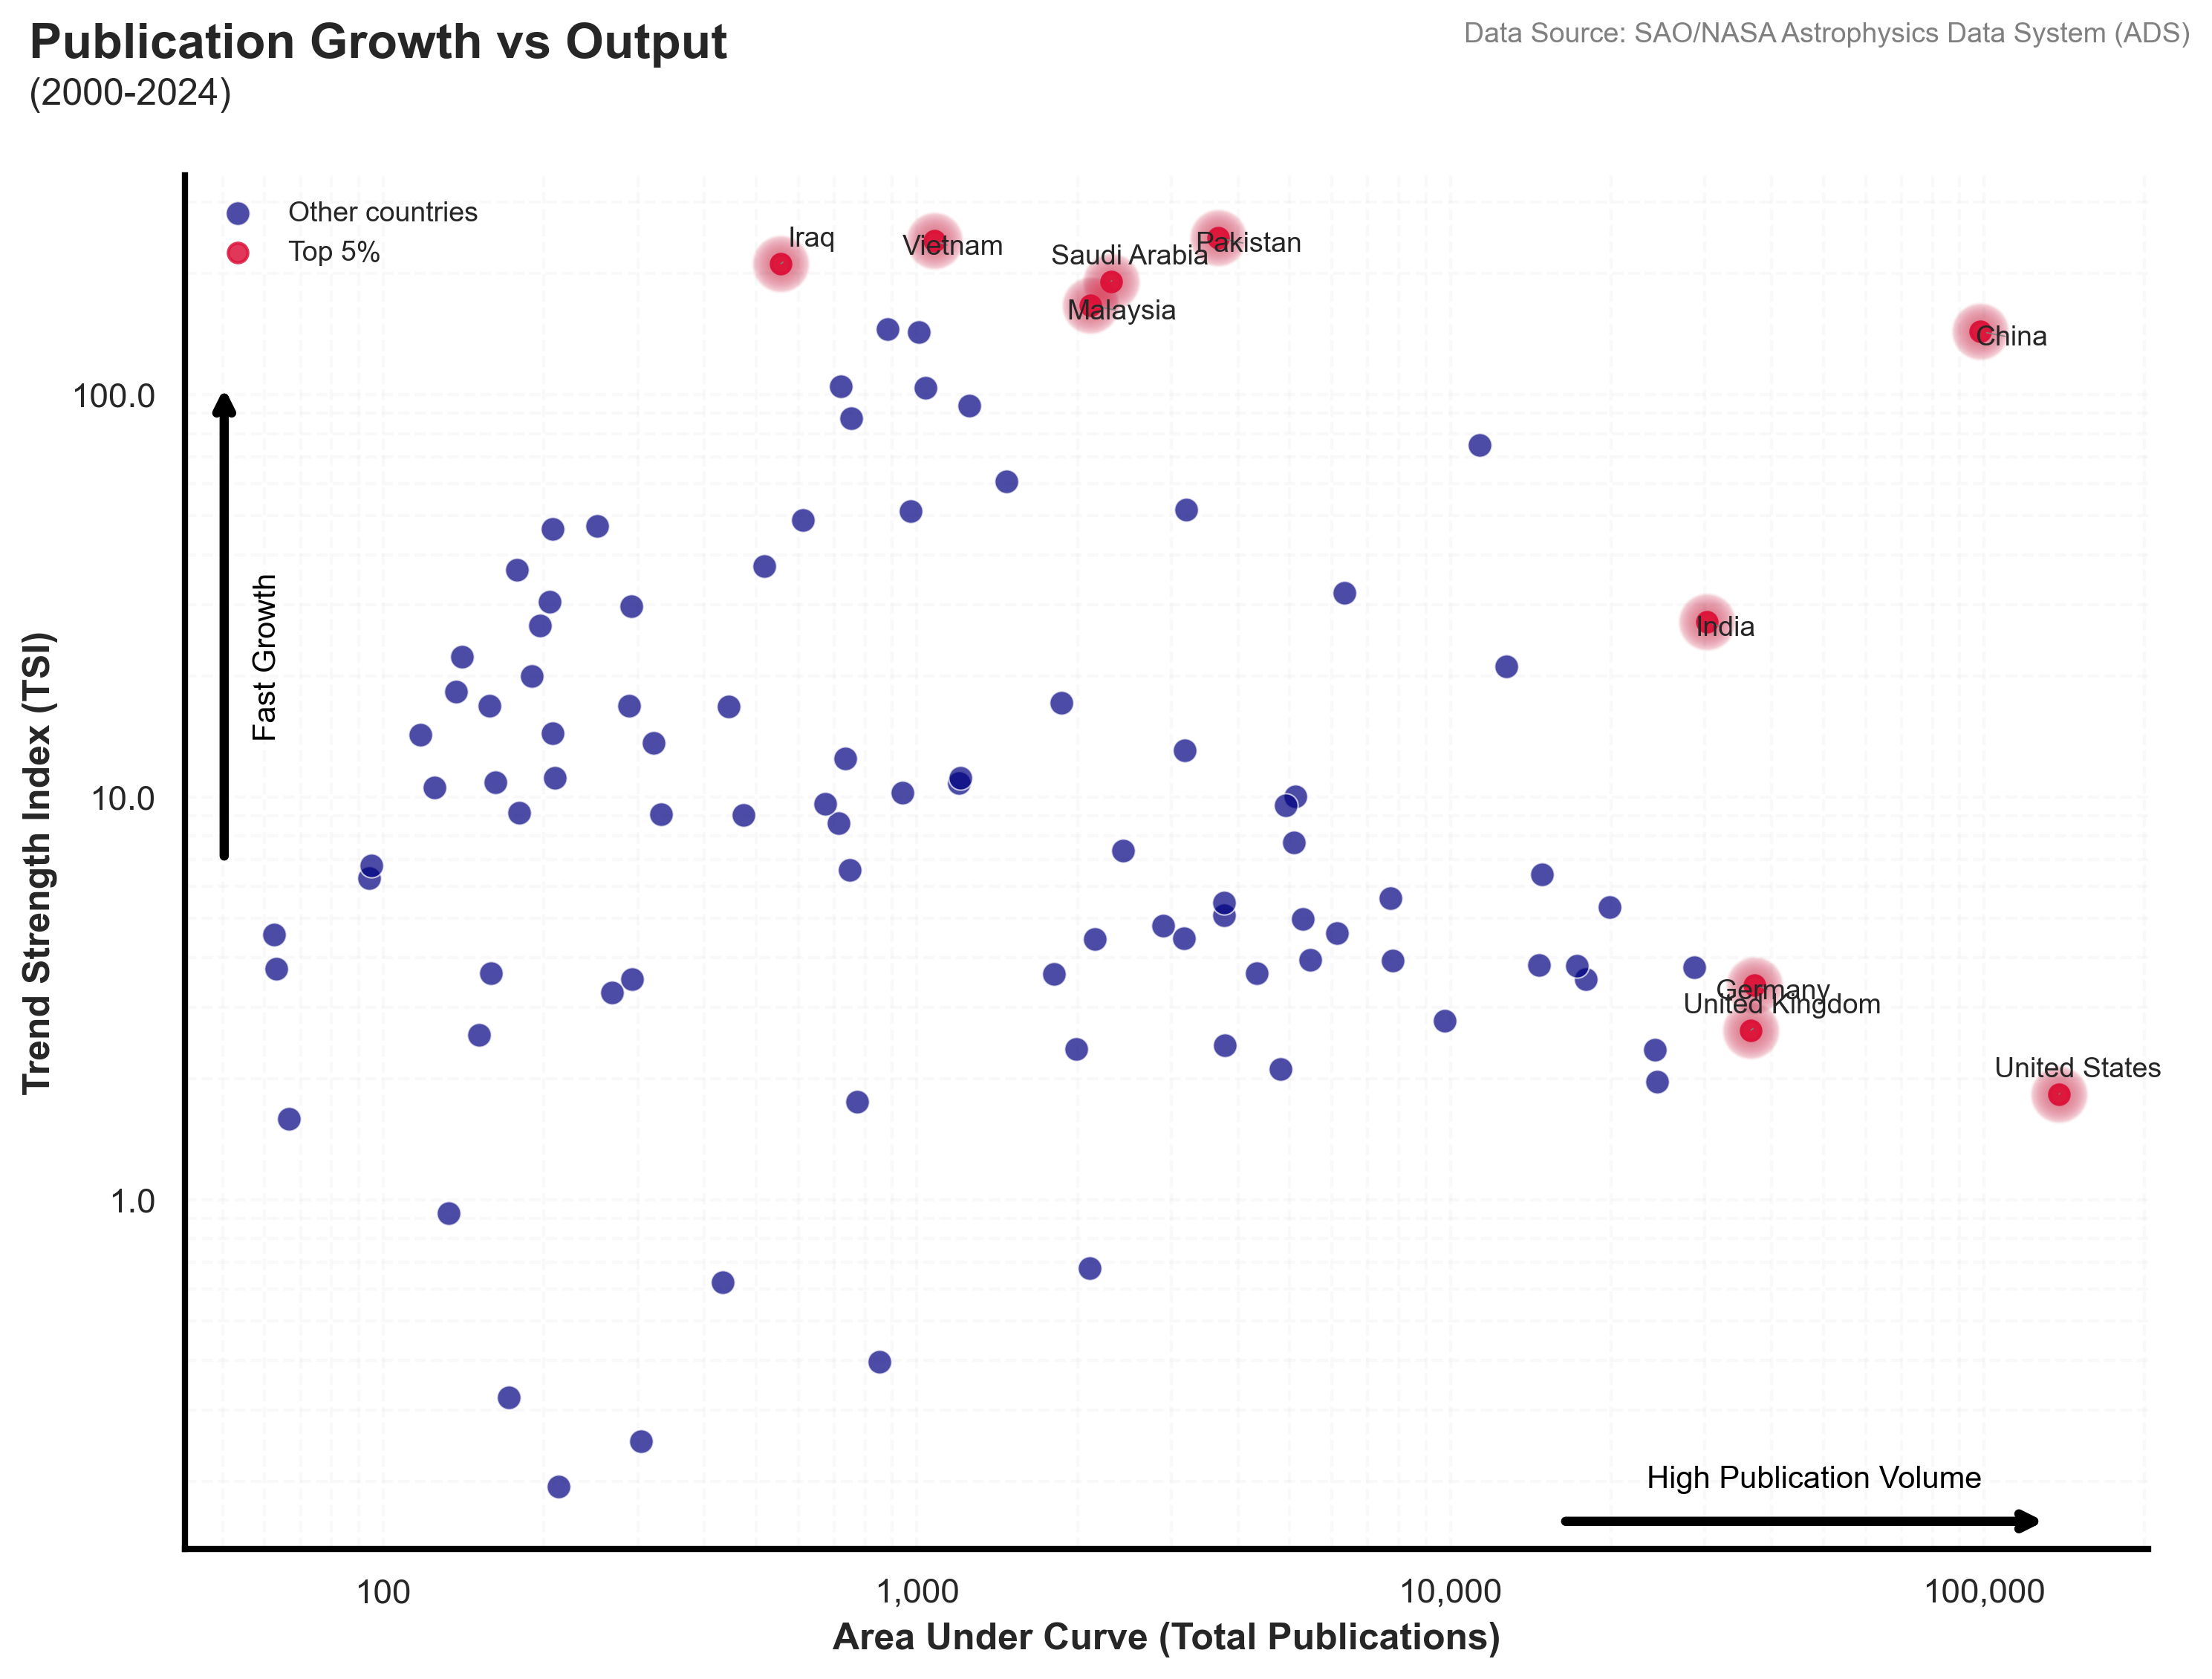 Publication Growth vs Output
(2000-2024)
Data Source: SAO/NASA Astrophysics Data System (ADS)
Other countries
Top 5%
Iraq
Vietnam
Pakistan
Saudi Arabia
Malaysia
China
India
Germany
United Kingdom
United States
Fast Growth
High Publication Volume
Trend Strength Index (TSI)
100.0
10.0
1.0
100
1,000
10,000
100,000
Area Under Curve (Total Publications)